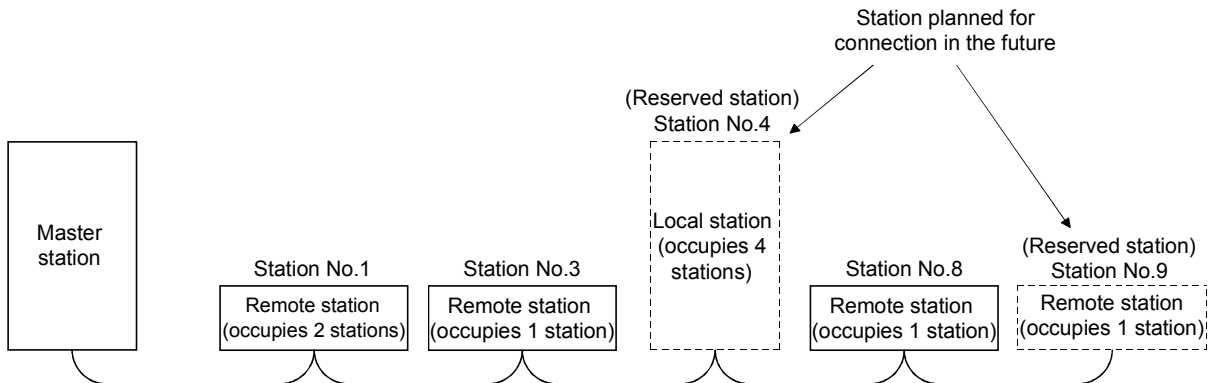 Station planned for
connection in the future
(Reserved station)
Station No.4
Master
station
Station No.1
Remote station
(occupies 2 stations)
Station No.3
Remote station
(occupies 1 station)
Local station
(occupies 4
stations)
Station No.8
Remote station
(occupies 1 station)
(Reserved station)
Station No.9
Remote station
(occupies 1 station)